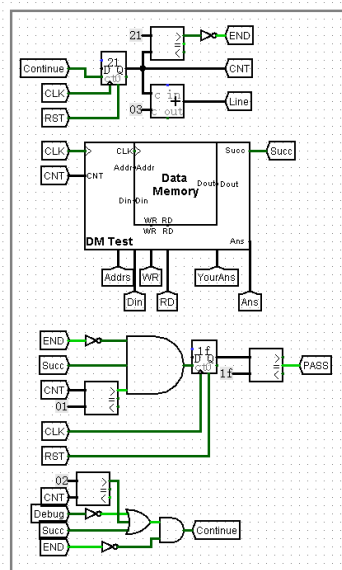 21
>
=
<
END
Continue
21
D Q
ct0
CNT
CLK
RST
c in
+
c out
03
Line
CLK
CLK
Succ
Succ
Addr
Addr
CNT
CNT
Data
Memory
Dout
Dout
Din
Din
WR RD
WR RD
DM Test
Ans
Addrs
WR
YourAns
Din
RD
Ans
END
1f
D Q
ct0
>
=
<
PASS
Succ
1f
CNT
>
=
<
01
CLK
RST
02
>
=
<
CNT
Debug
Succ
Continue
END